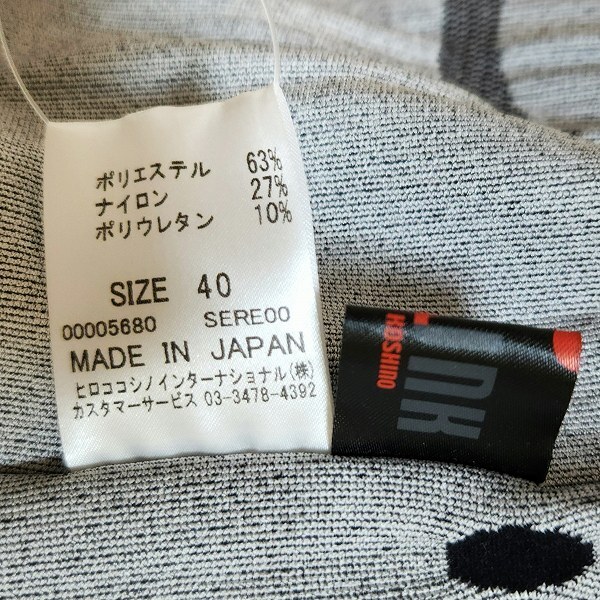 ポリエステル 63%
ナイロン 27%
ポリウレタン 10%
SIZE 40
00005680 SERE00
MADE IN JAPAN
ヒロココシノインターナショナル(株)
カスタマーサービス 03-3478-4392
KOSHINO